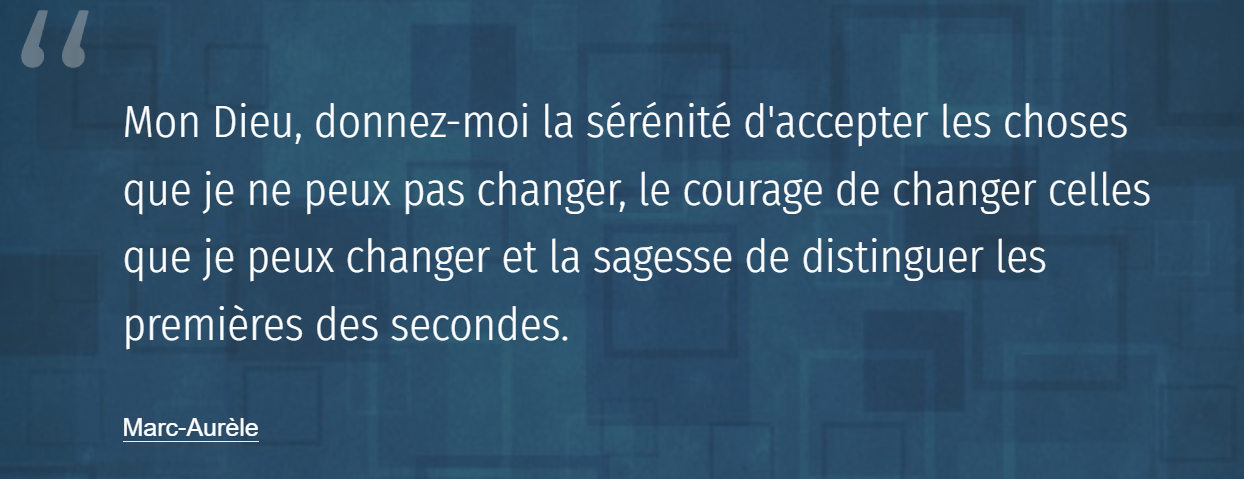 “
Mon Dieu, donnez-moi la sérénité d'accepter les choses
que je ne peux pas changer, le courage de changer celles
que je peux changer et la sagesse de distinguer les
premières des secondes.
Marc-Aurèle